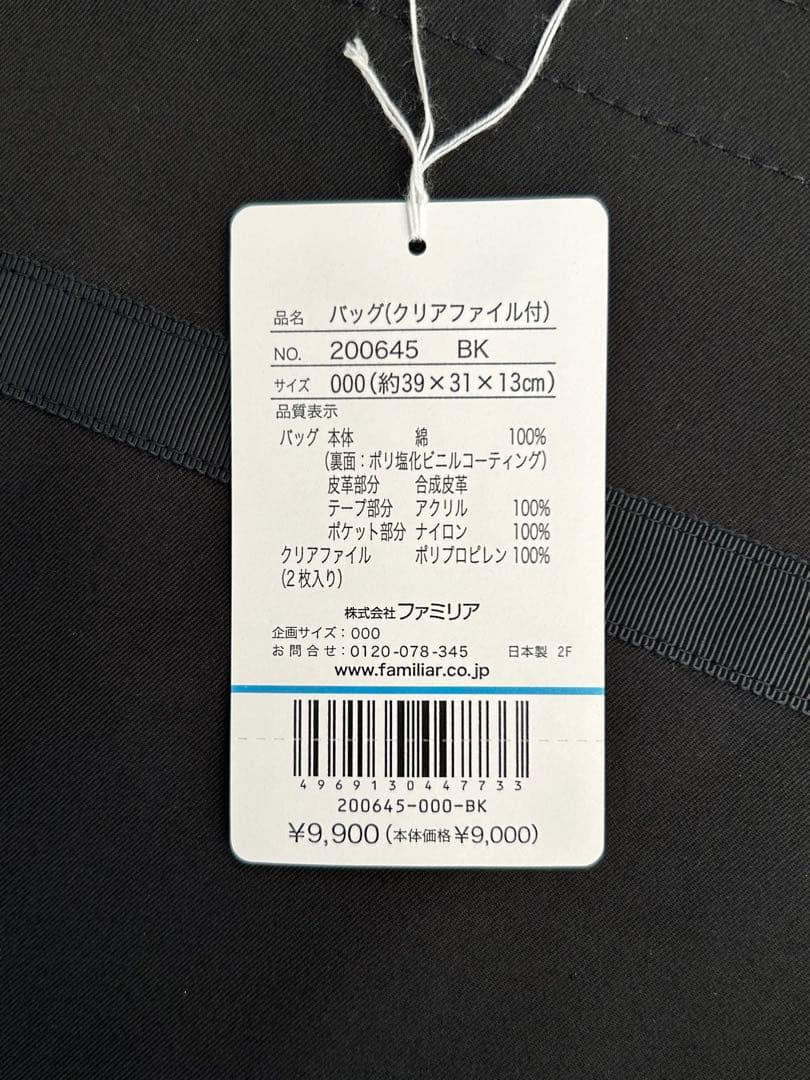 品名 バッグ(クリアファイル付)
NO. 200645 BK
サイズ 000(約39×31×13cm)
品質表示
バッグ 本体 綿 100%
(裏面：ポリ塩化ビニルコーティング)
皮革部分 合成皮革
テープ部分 アクリル 100%
ポケット部分 ナイロン 100%
クリアファイル ポリプロピレン 100%
(2枚入り)
株式会社ファミリア
企画サイズ：000
お問合せ：0120-078-345 日本製 2F
www.familiar.co.jp
4969130447733
200645-000-BK
¥9,900(本体価格¥9,000)